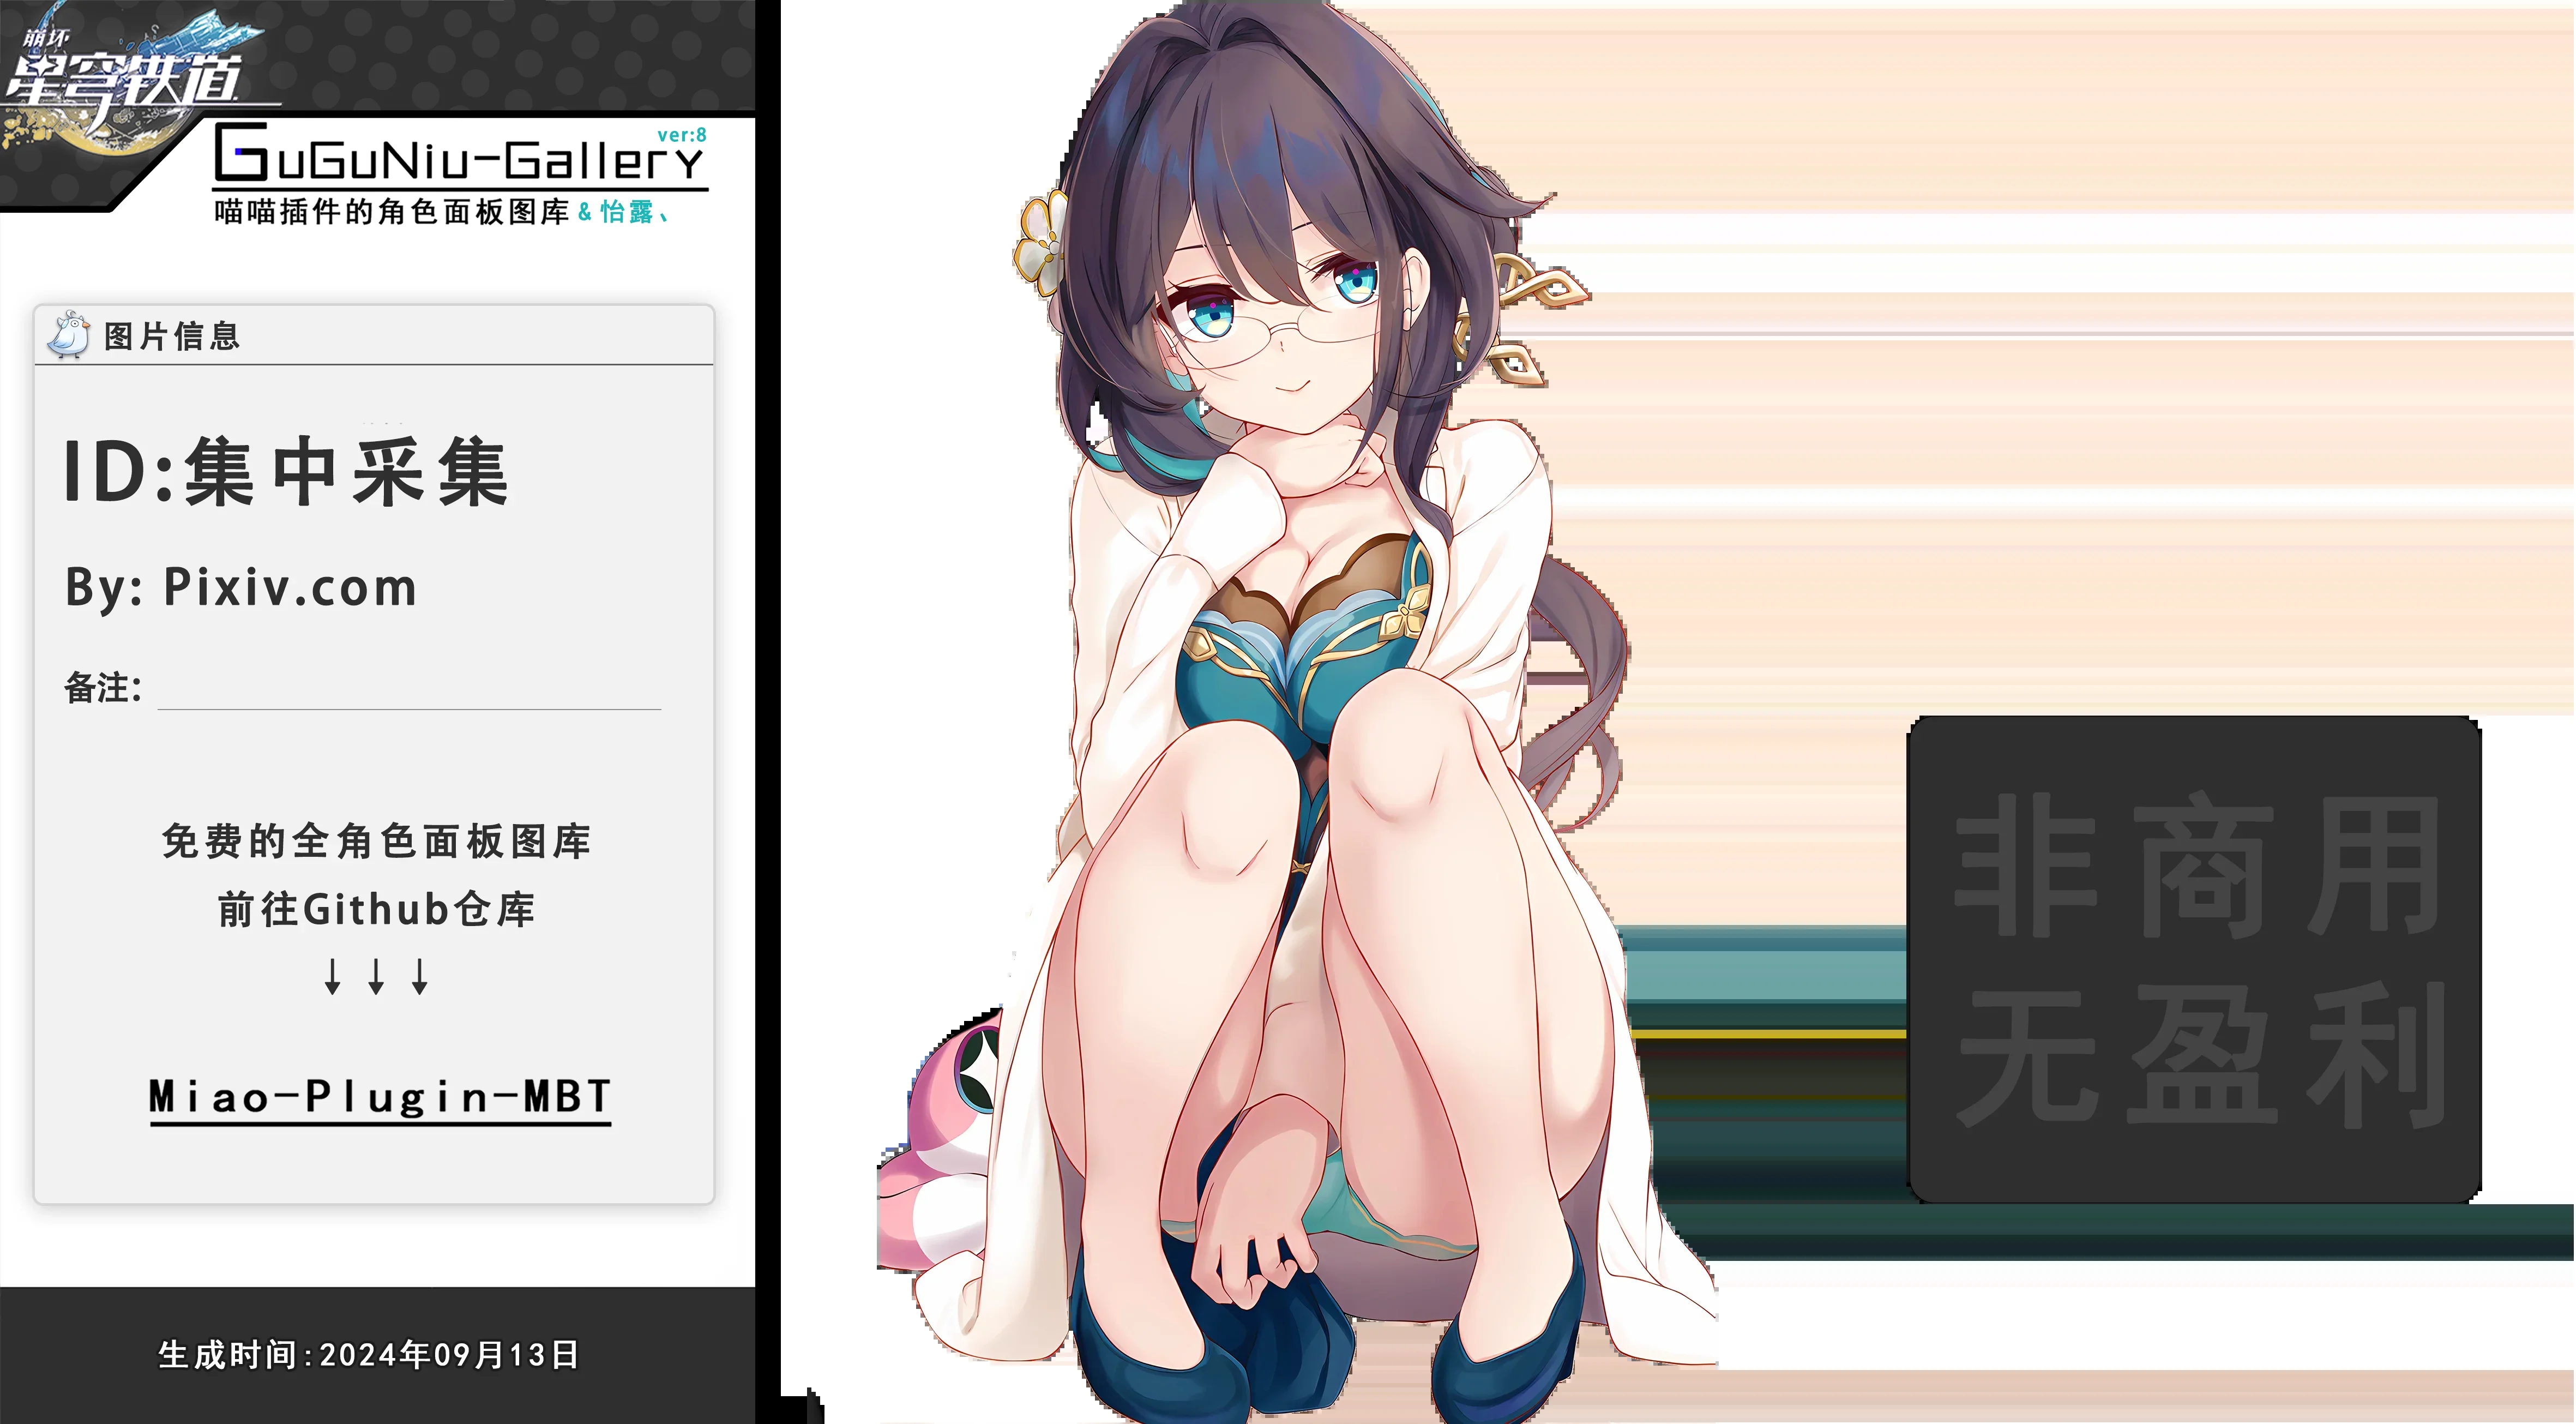 崩坏
星穹铁道
ver:8
GuGuNiu-Gallery
喵喵插件的角色面板图库 & 怡露、
图片信息
ID:集中采集
By: Pixiv.com
备注:
免费的全角色面板图库
前往Github仓库
↓ ↓ ↓
Miao-Plugin-MBT
生成时间:2024年09月13日
非商用
无盈利